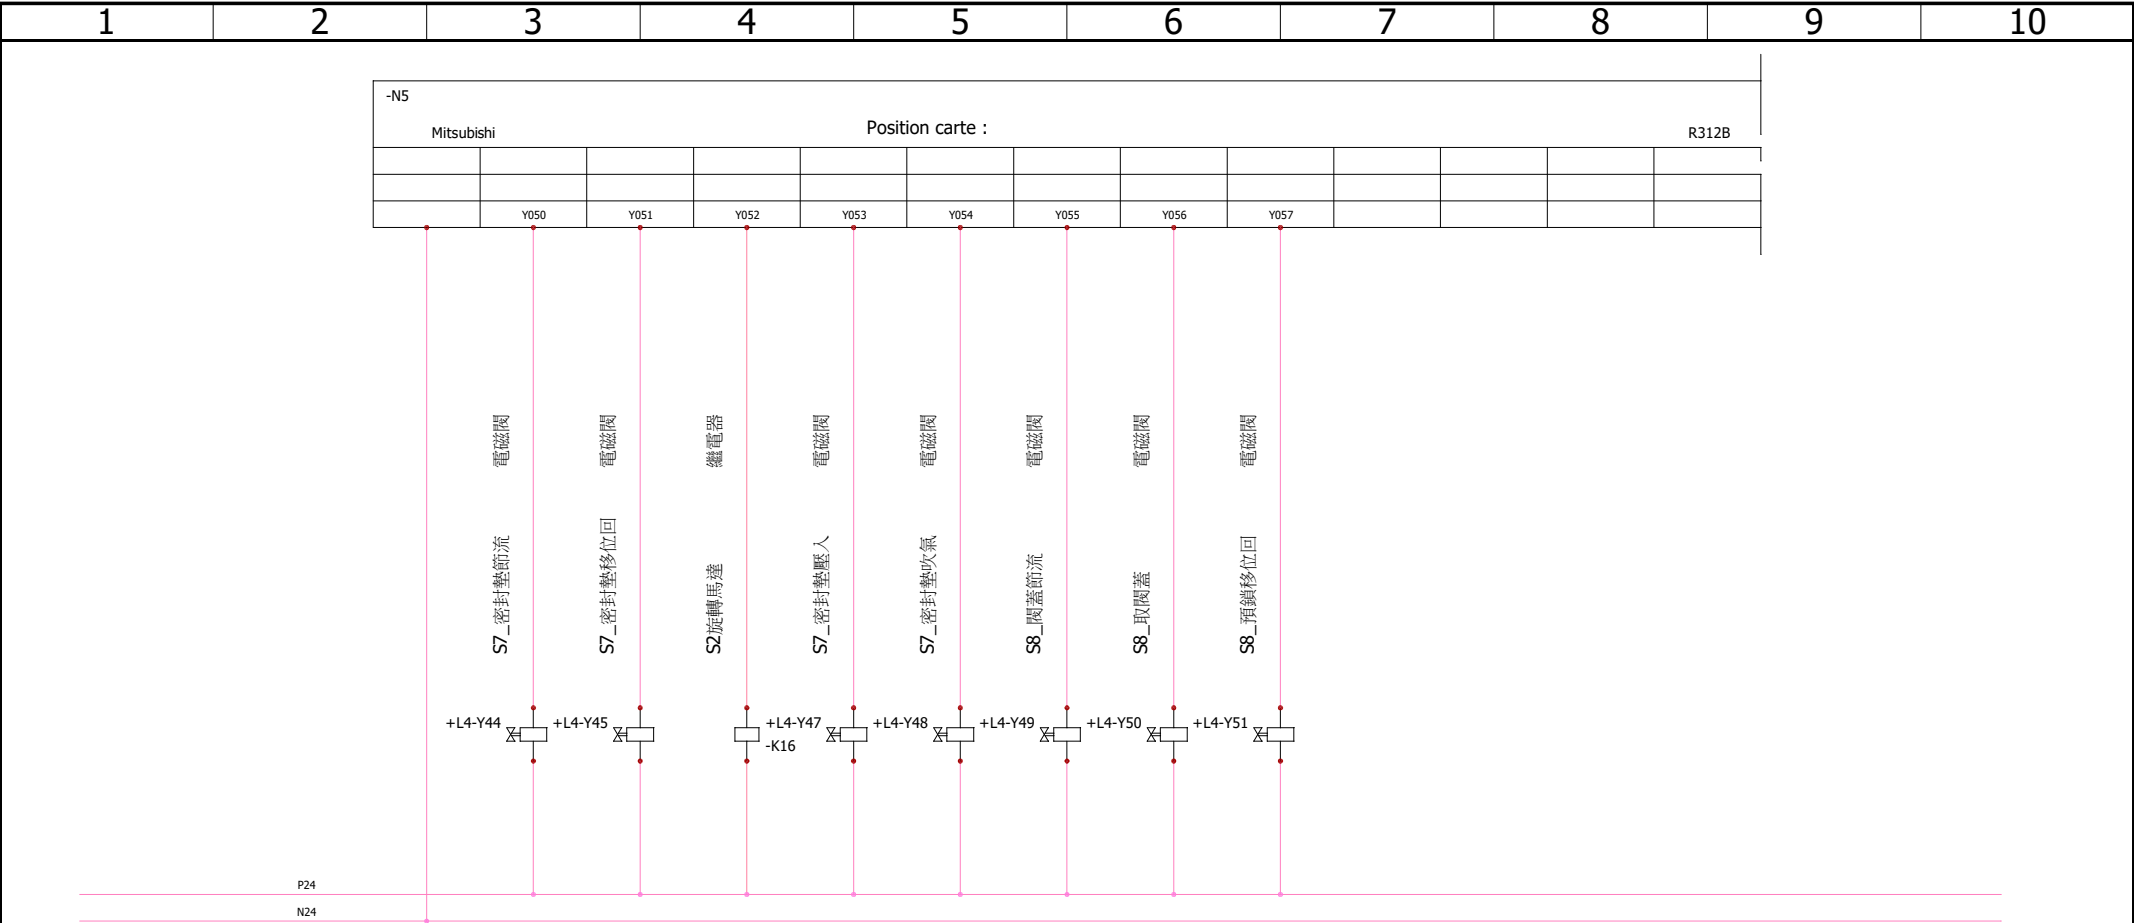 1 2 3 4 5 6 7 8 9 10
-N5
Mitsubishi Position carte : R312B
Y050 Y051 Y052 Y053 Y054 Y055 Y056 Y057
S7_密封墊節流 電磁閥
S7_密封墊移位回 電磁閥
S2旋轉馬達 繼電器
S7_密封墊壓入 電磁閥
S7_密封墊吹氣 電磁閥
S8_閥蓋節流 電磁閥
S8_取閥蓋 電磁閥
S8_預鎖移位回 電磁閥
+L4-Y44 +L4-Y45 +L4-Y47 +L4-Y48 +L4-Y49 +L4-Y50 +L4-Y51
-K16
P24
N24